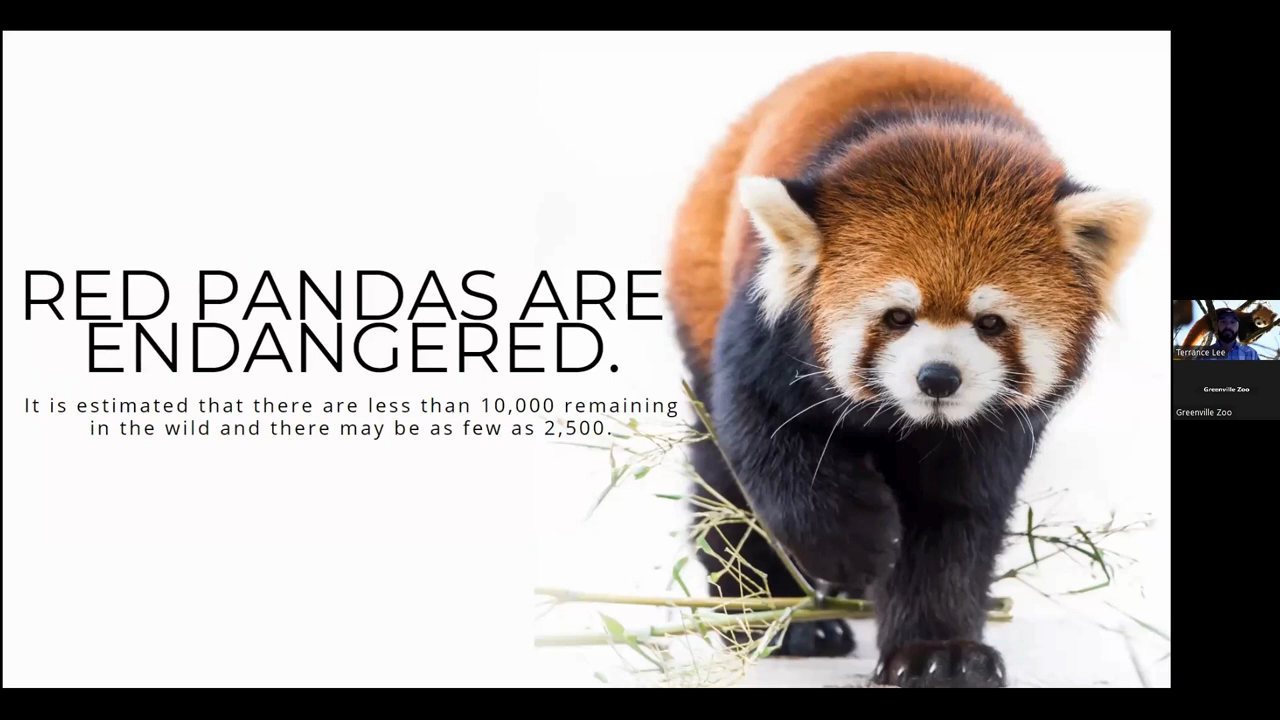 RED PANDAS ARE
ENDANGERED.
It is estimated that there are less than 10,000 remaining
in the wild and there may be as few as 2,500.
Terrance Lee
Greenville Zoo
Greenville Zoo